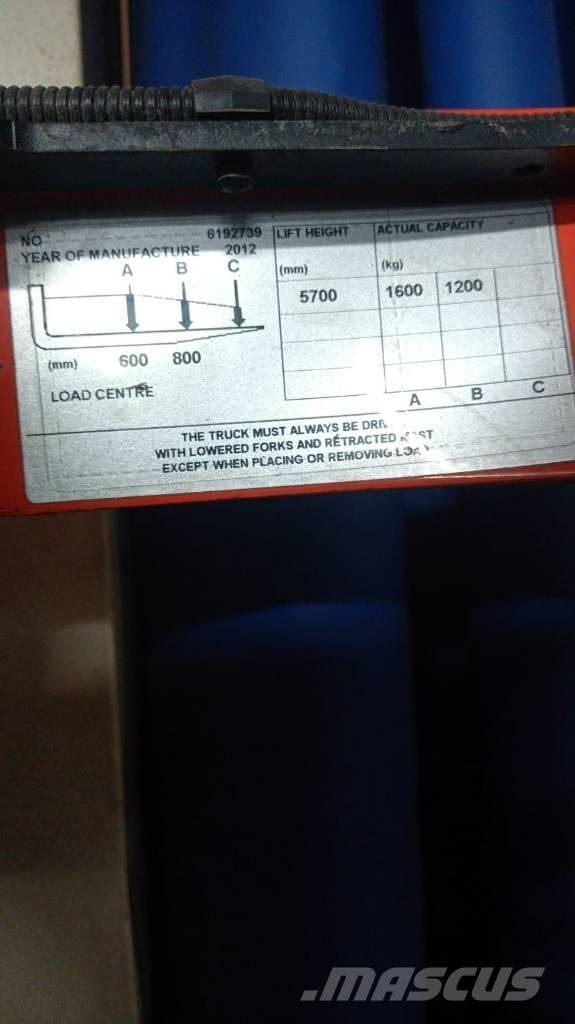 NO 6192739
YEAR OF MANUFACTURE 2012
A B C
(mm) 600 800
LOAD CENTRE
LIFT HEIGHT ACTUAL CAPACITY
(mm) (kg)
5700 1600 1200
A B C
THE TRUCK MUST ALWAYS BE
WITH LOWERED FORKS AND RETRACTED
EXCEPT WHEN PLACING OR REMOVING
.MASCUS